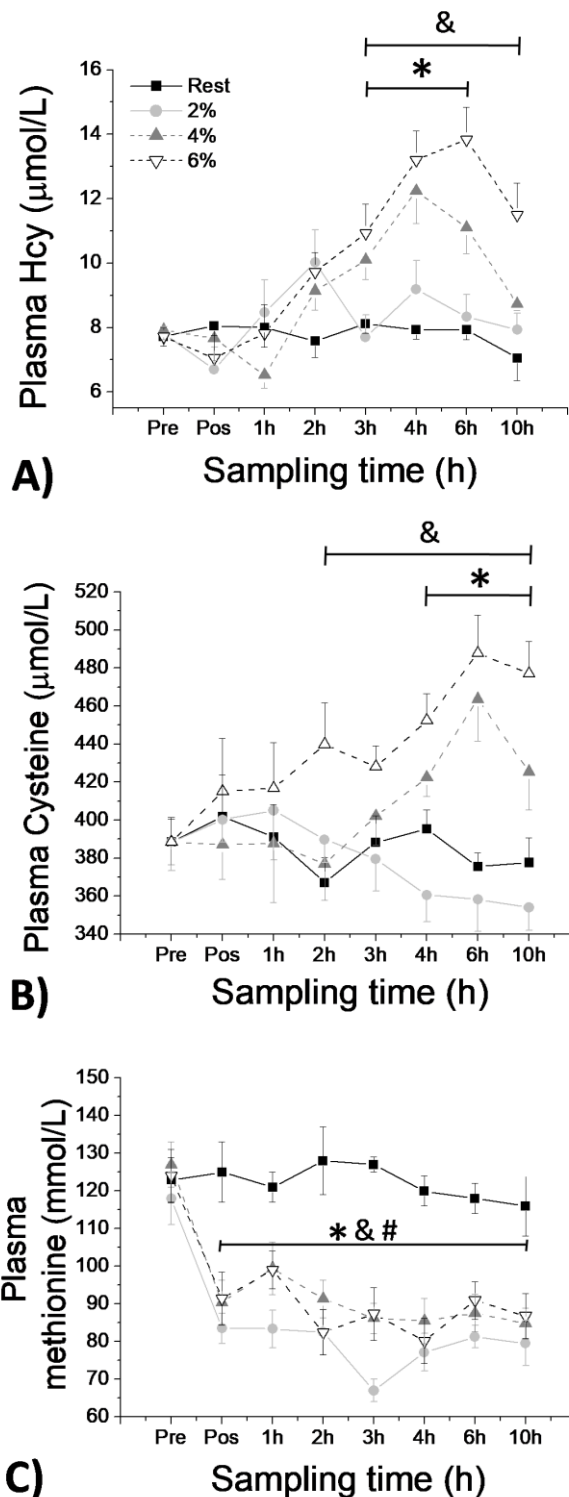 &
*
16
14
12
10
8
6
Rest
2%
4%
6%
Plasma Hcy (μmol/L)
Pre Pos 1h 2h 3h 4h 6h 10h
Sampling time (h)
A)
&
*
520
500
480
460
440
420
400
380
360
340
Plasma Cysteine (μmol/L)
Pre Pos 1h 2h 3h 4h 6h 10h
Sampling time (h)
B)
150
140
130
120
110
100
90
80
70
60
Plasma
methionine (mmol/L)
* & #
Pre Pos 1h 2h 3h 4h 6h 10h
Sampling time (h)
C)